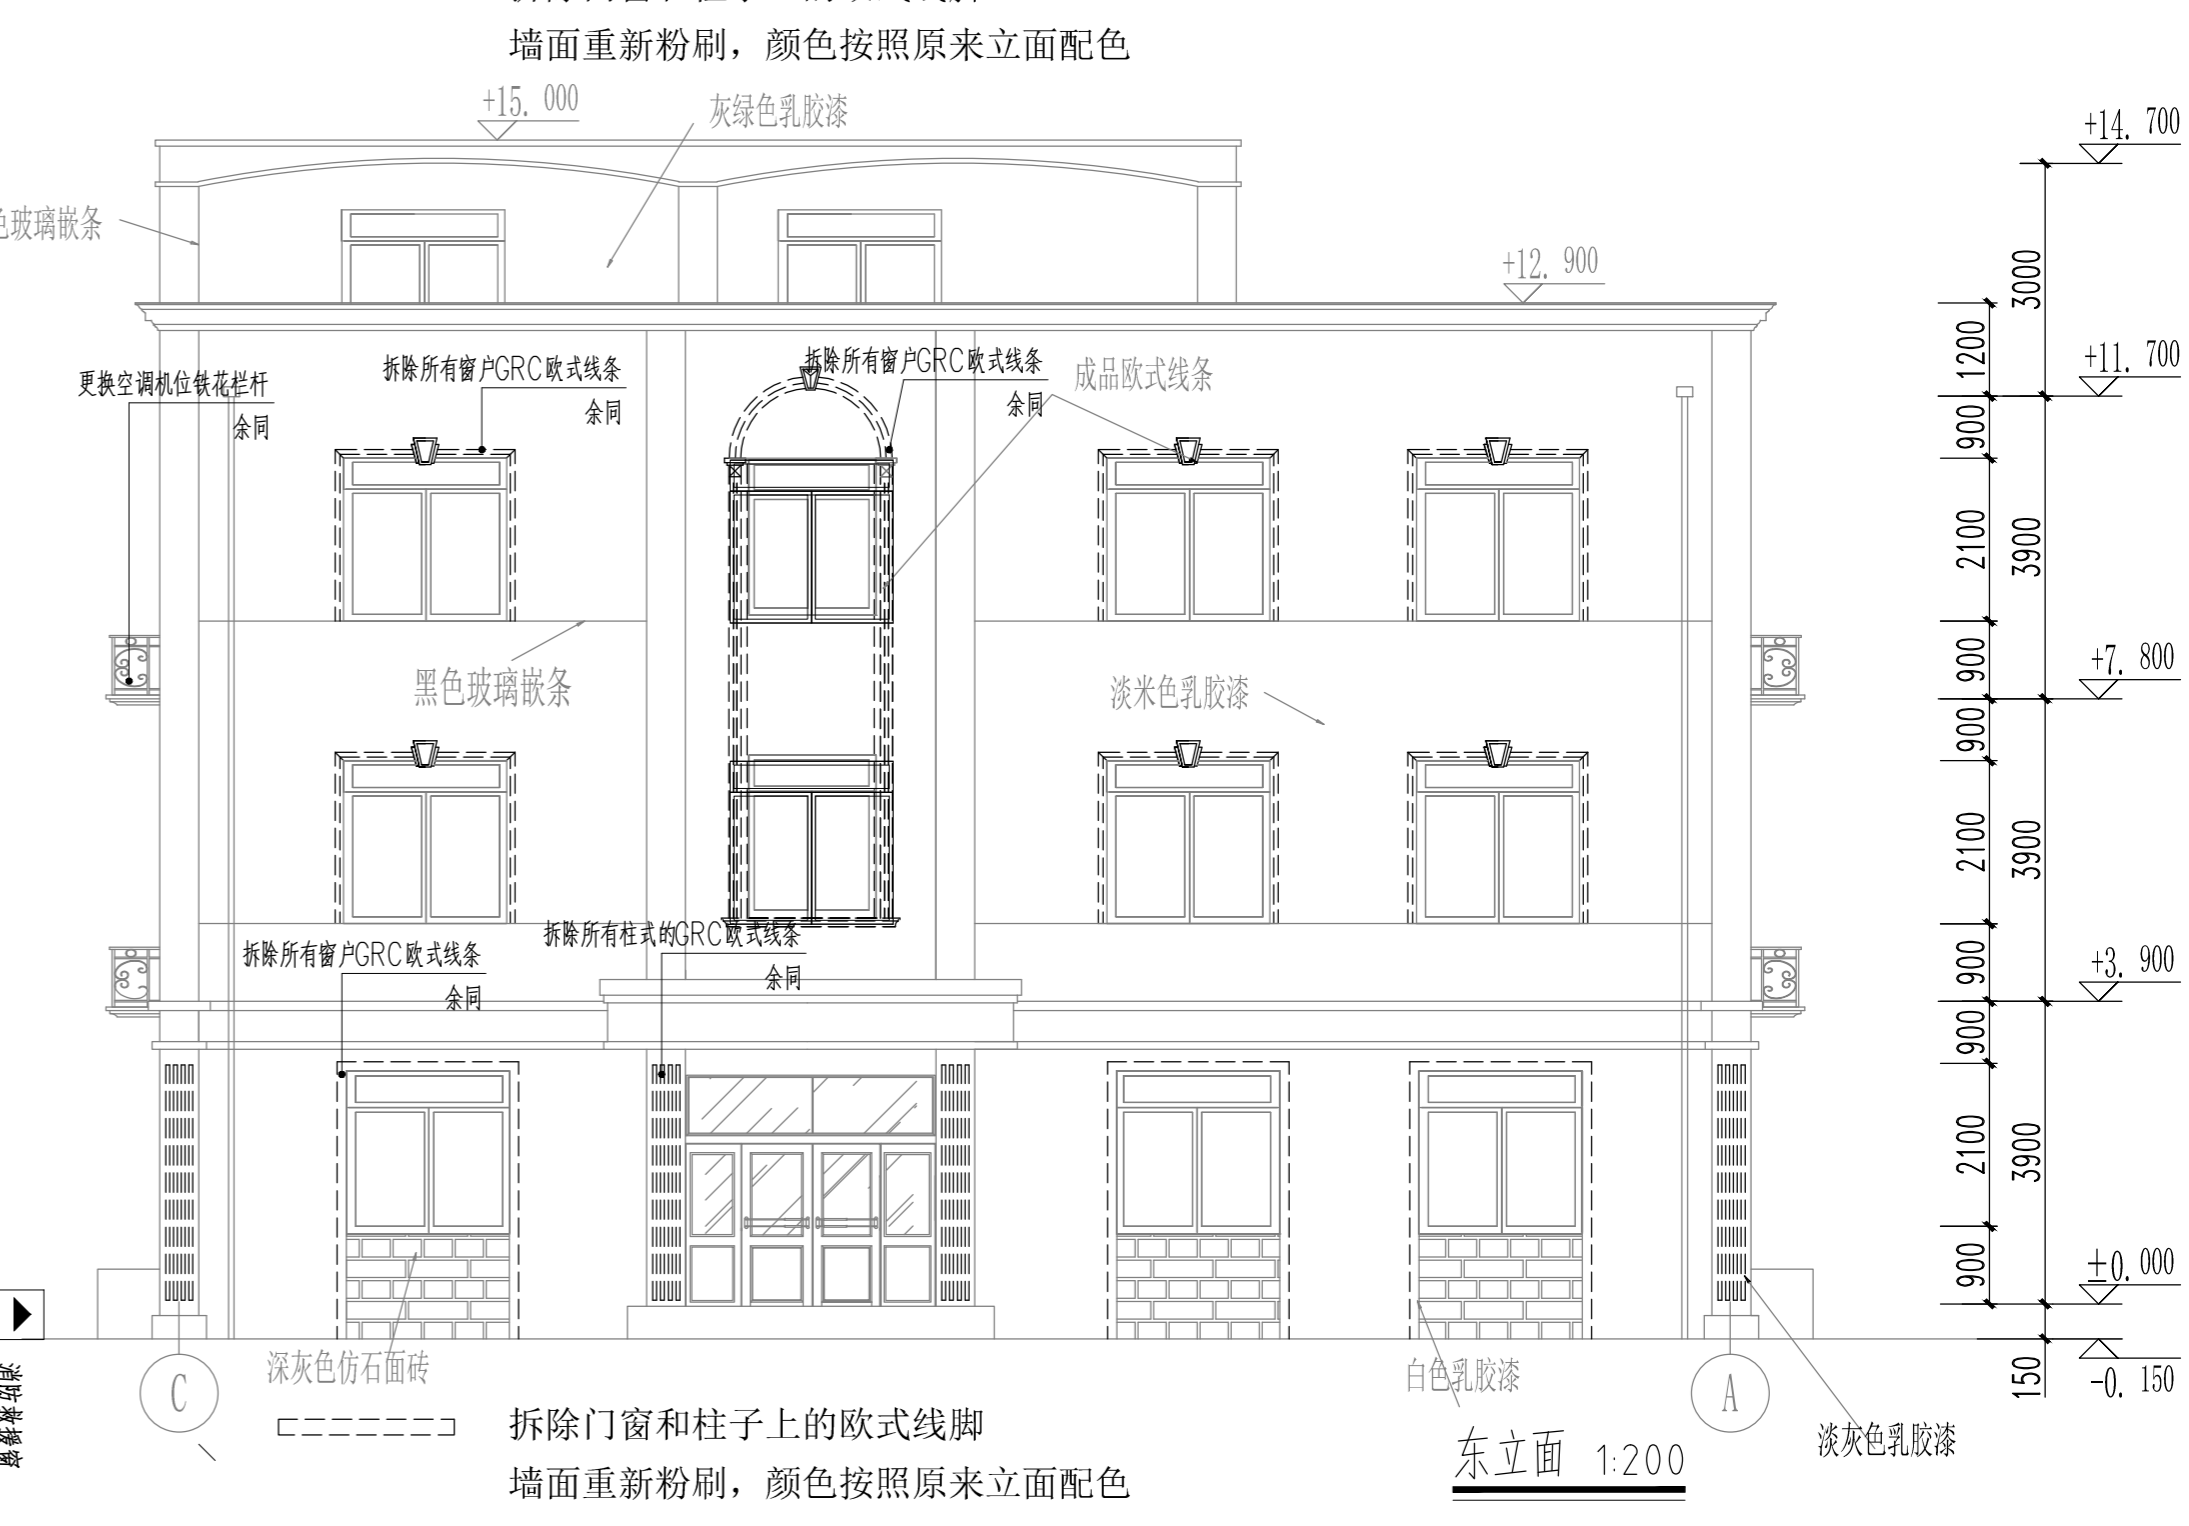 墙面重新粉刷，颜色按照原来立面配色
+15.000
灰绿色乳胶漆
+14.700
色玻璃嵌条
+12.900
3000
1200
+11.700
更换空调机位铁花栏杆
余同
拆除所有窗户GRC欧式线条
余同
拆除所有窗户GRC欧式线条
余同
成品欧式线条
900
2100
3900
黑色玻璃嵌条
淡米色乳胶漆
900
+7.800
900
2100
3900
拆除所有窗户GRC欧式线条
余同
拆除所有柱式的GRC欧式线条
余同
900
+3.900
900
2100
3900
900
±0.000
150
-0.150
深灰色仿石面砖
白色乳胶漆
淡灰色乳胶漆
C
A
消防救援窗
拆除门窗和柱子上的欧式线脚
墙面重新粉刷，颜色按照原来立面配色
东立面 1:200